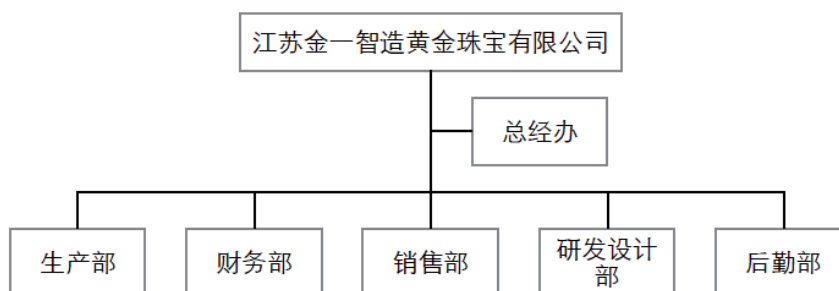 江苏金一智造黄金珠宝有限公司
总经办
生产部
财务部
销售部
研发设计
部
后勤部